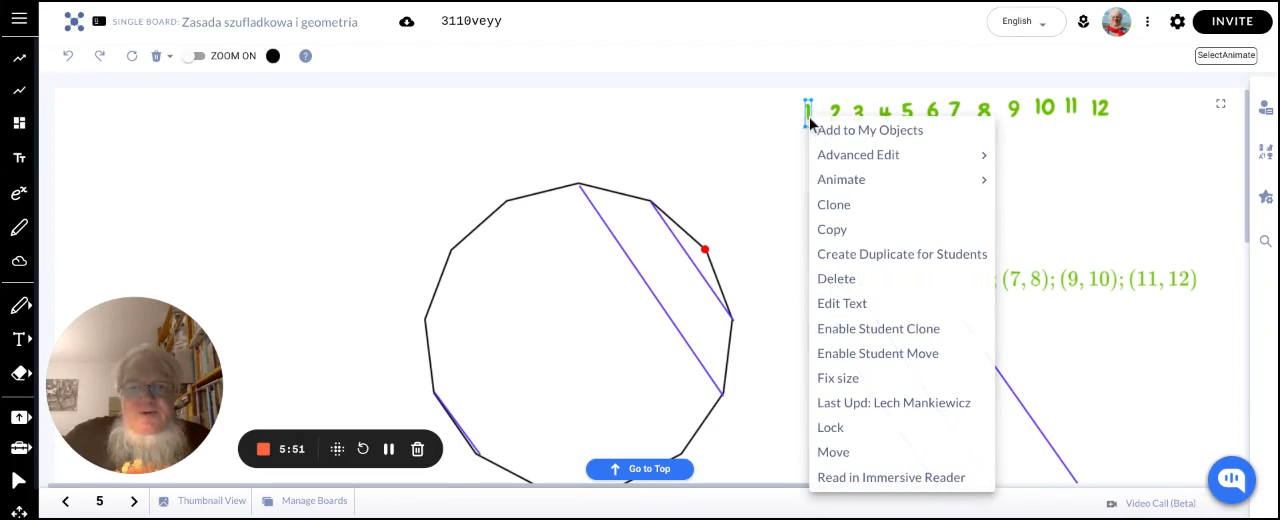 SINGLE BOARD: Zasada szufladkowa i geometria
3110veyy
English
INVITE
ZOOM ON
SelectAnimate
1 2 3 4 5 6 7 8 9 10 11 12
Add to My Objects
Advanced Edit
Animate
Clone
Copy
Create Duplicate for Students
Delete
; (7, 8); (9, 10); (11, 12)
Edit Text
Enable Student Clone
Enable Student Move
Fix size
Last Upd: Lech Mankiewicz
Lock
Move
Read in Immersive Reader
5:51
Go to Top
5
Thumbnail View
Manage Boards
Video Call (Beta)